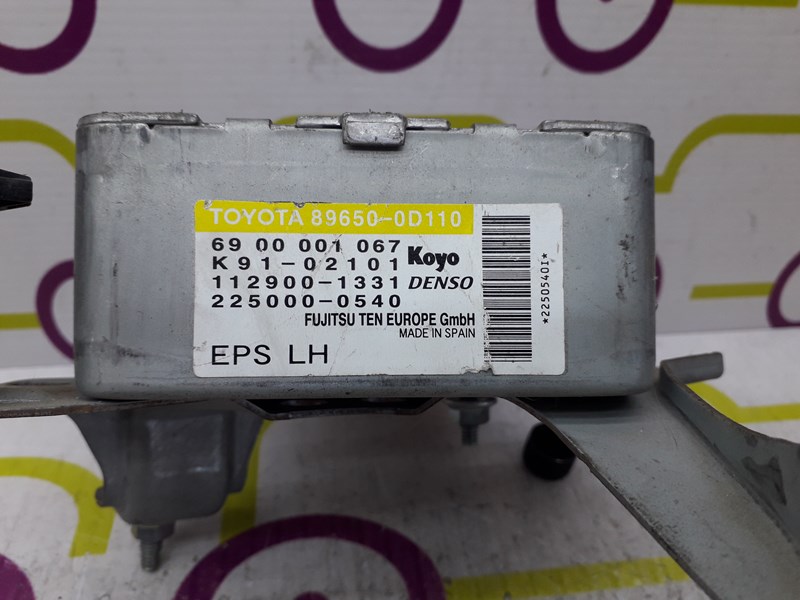 TOYOTA 89650-0D110
69 00 001 067
K91-02101 Koyo
112900-1331 DENSO
225000-0540
FUJITSU TEN EUROPE GmbH
MADE IN SPAIN
EPS LH
*22505401*